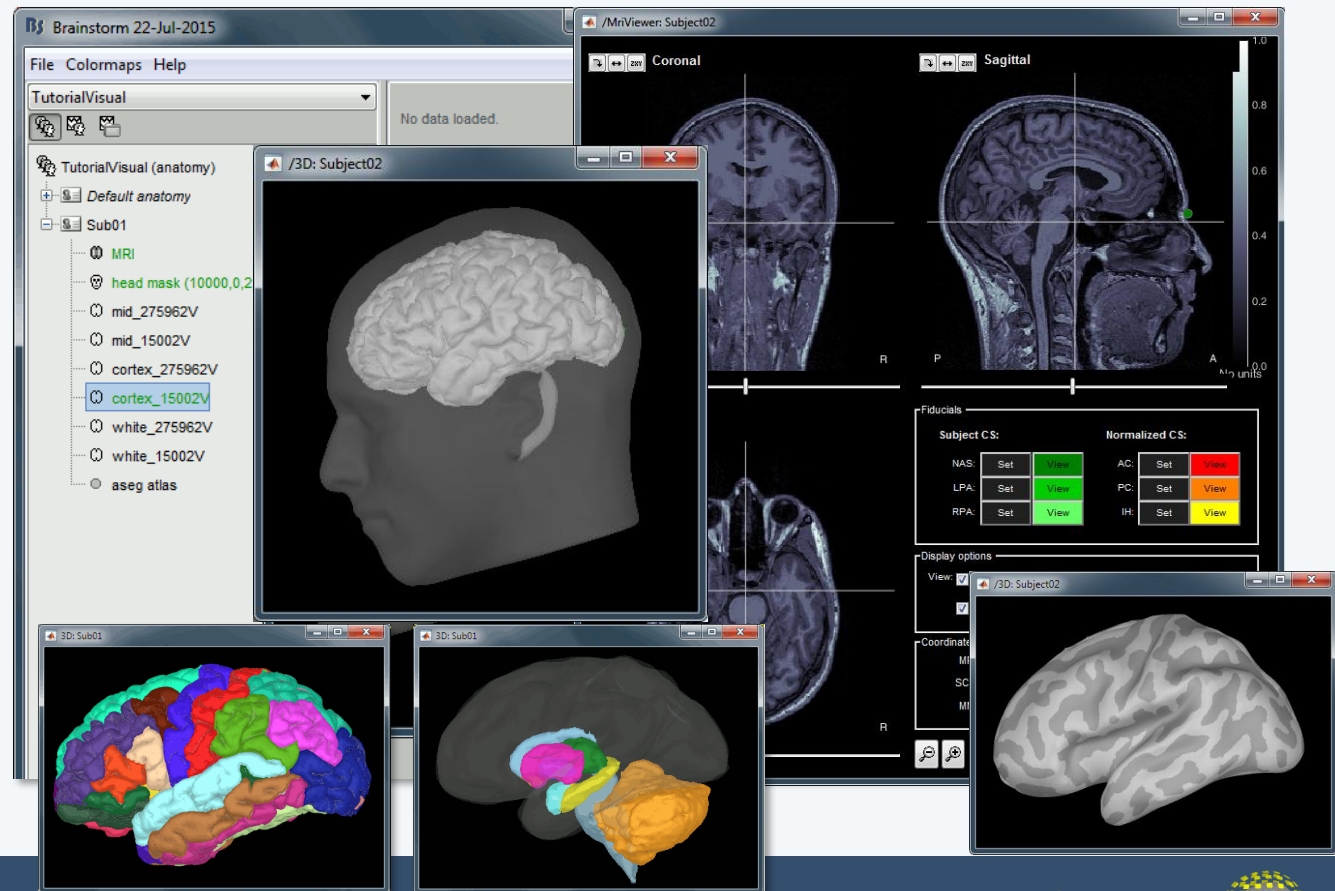 Brainstorm 22-Jul-2015
File Colormaps Help
TutorialVisual
No data loaded.
TutorialVisual (anatomy)
Default anatomy
Sub01
MRI
head mask (10000,0,2
mid_275962V
mid_15002V
cortex_275962V
cortex_15002V
white_275962V
white_15002V
aseg atlas
/3D: Subject02
/MriViewer: Subject02
Coronal
Sagittal
1.0
0.8
0.6
0.4
0.2
0.0
No units
R
P
A
R
Fiducials
Subject CS:
Normalized CS:
NAS: Set View
AC: Set View
LPA: Set View
PC: Set View
RPA: Set View
IH: Set View
Display options
View:
Coordinate
SC
/3D: Subject02
3D: Sub01
3D: Sub01